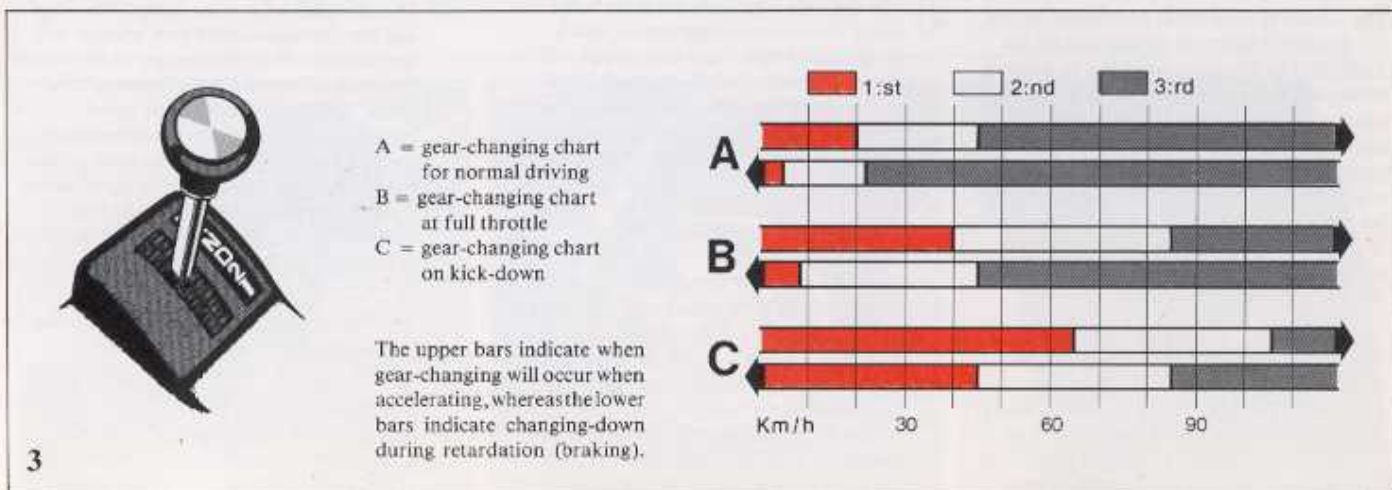 A = gear-changing chart
for normal driving
B = gear-changing chart
at full throttle
C = gear-changing chart
on kick-down
The upper bars indicate when
gear-changing will occur when
accelerating, whereas the lower
bars indicate changing-down
during retardation (braking).
3
1:st 2:nd 3:rd
A
B
C
Km/h 30 60 90